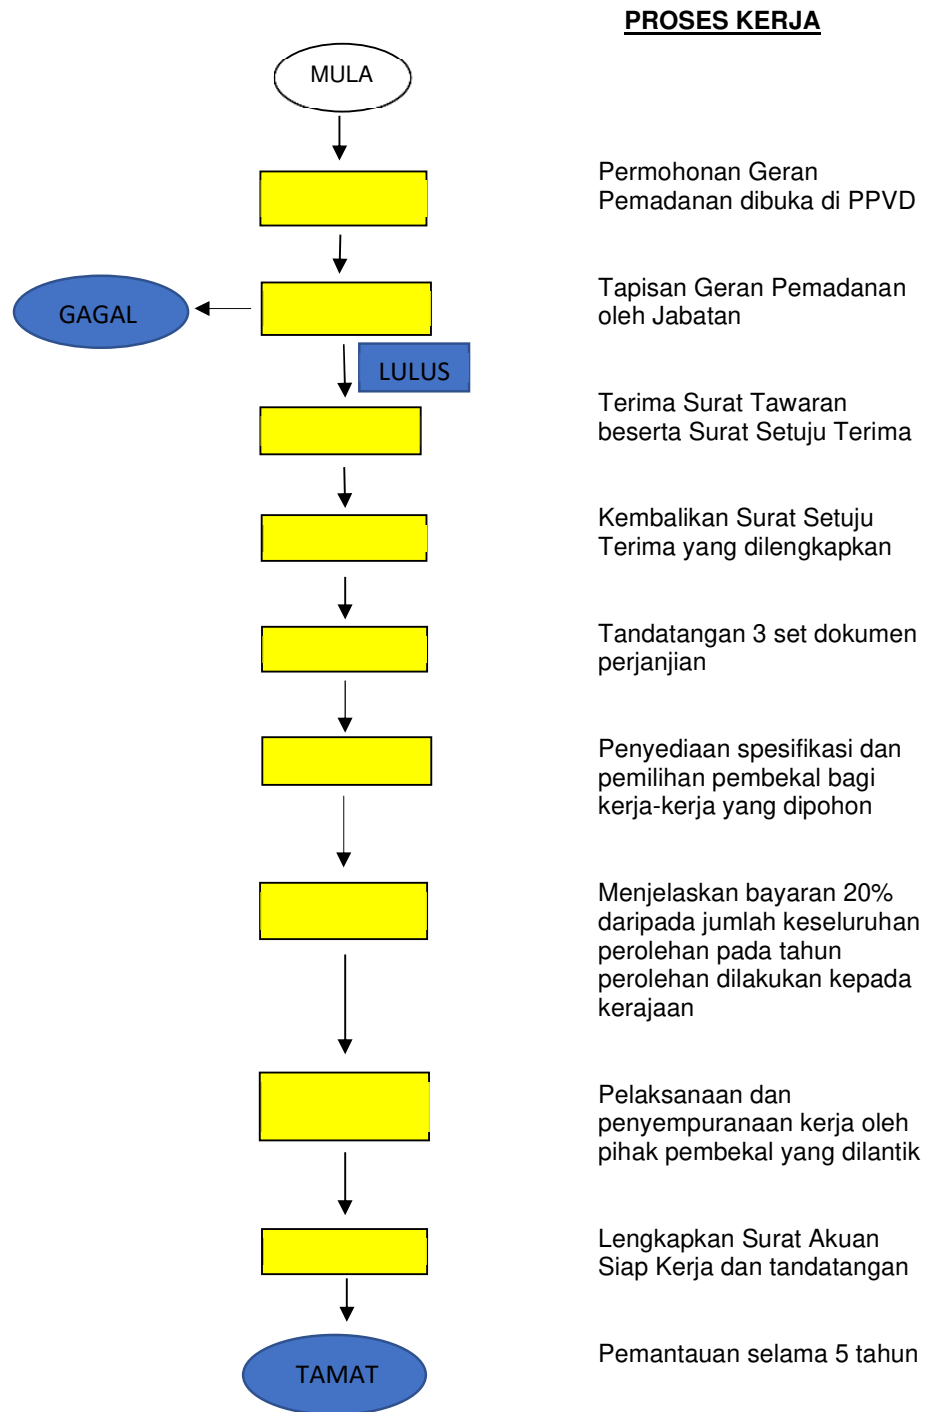 PROSES KERJA
MULA
Permohonan Geran
Pemadanan dibuka di PPVD
Tapisan Geran Pemadanan
oleh Jabatan
GAGAL
LULUS
Terima Surat Tawaran
beserta Surat Setuju Terima
Kembalikan Surat Setuju
Terima yang dilengkapkan
Tandatangan 3 set dokumen
perjanjian
Penyediaan spesifikasi dan
pemilihan pembekal bagi
kerja-kerja yang dipohon
Menjelaskan bayaran 20%
daripada jumlah keseluruhan
perolehan pada tahun
perolehan dilakukan kepada
kerajaan
Pelaksanaan dan
penyempuranaan kerja oleh
pihak pembekal yang dilantik
Lengkapkan Surat Akuan
Siap Kerja dan tandatangan
Pemantauan selama 5 tahun
TAMAT